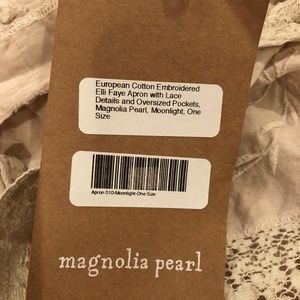 European Cotton Embroidered
Elli Faye Apron with Lace
Details and Oversized Pockets,
Magnolia Pearl, Moonlight, One
Size
Apron 010-Moonlight-One Size
magnolia pearl